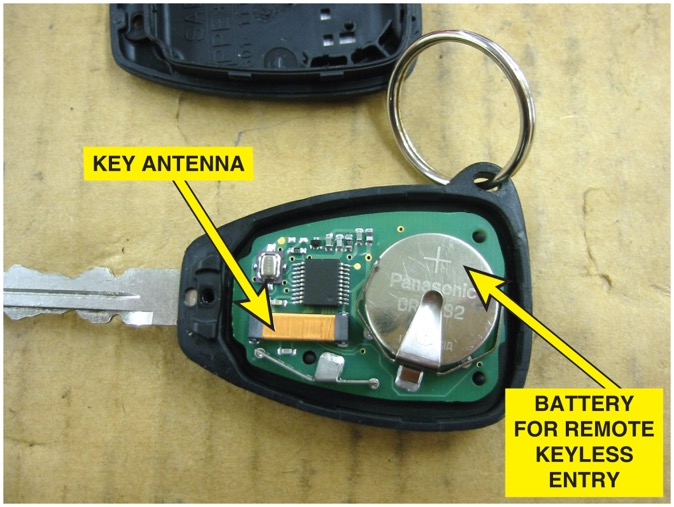 KEY ANTENNA
+
Panasonic
BATTERY
FOR REMOTE
KEYLESS
ENTRY